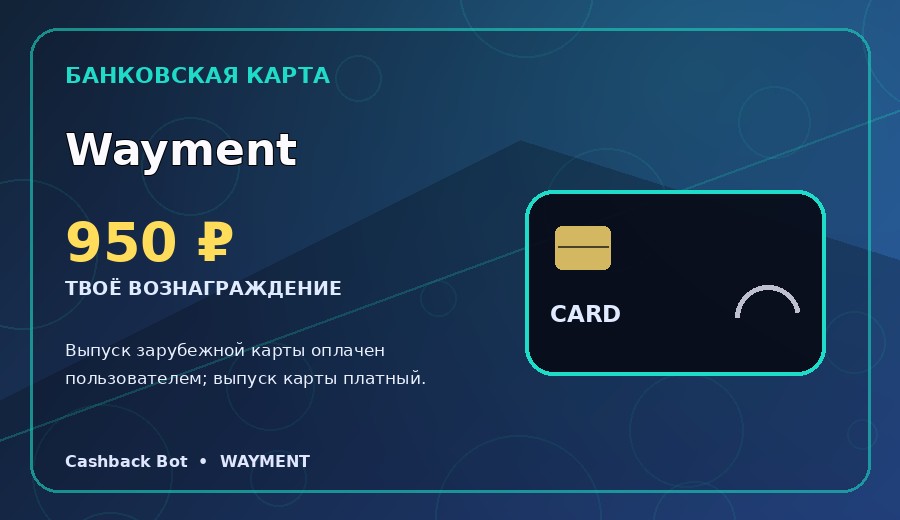 БАНКОВСКАЯ КАРТА
Wayment
950 ₽
ТВОЁ ВОЗНАГРАЖДЕНИЕ
CARD
Выпуск зарубежной карты оплачен
пользователем; выпуск карты платный.
Cashback Bot • WAYMENT